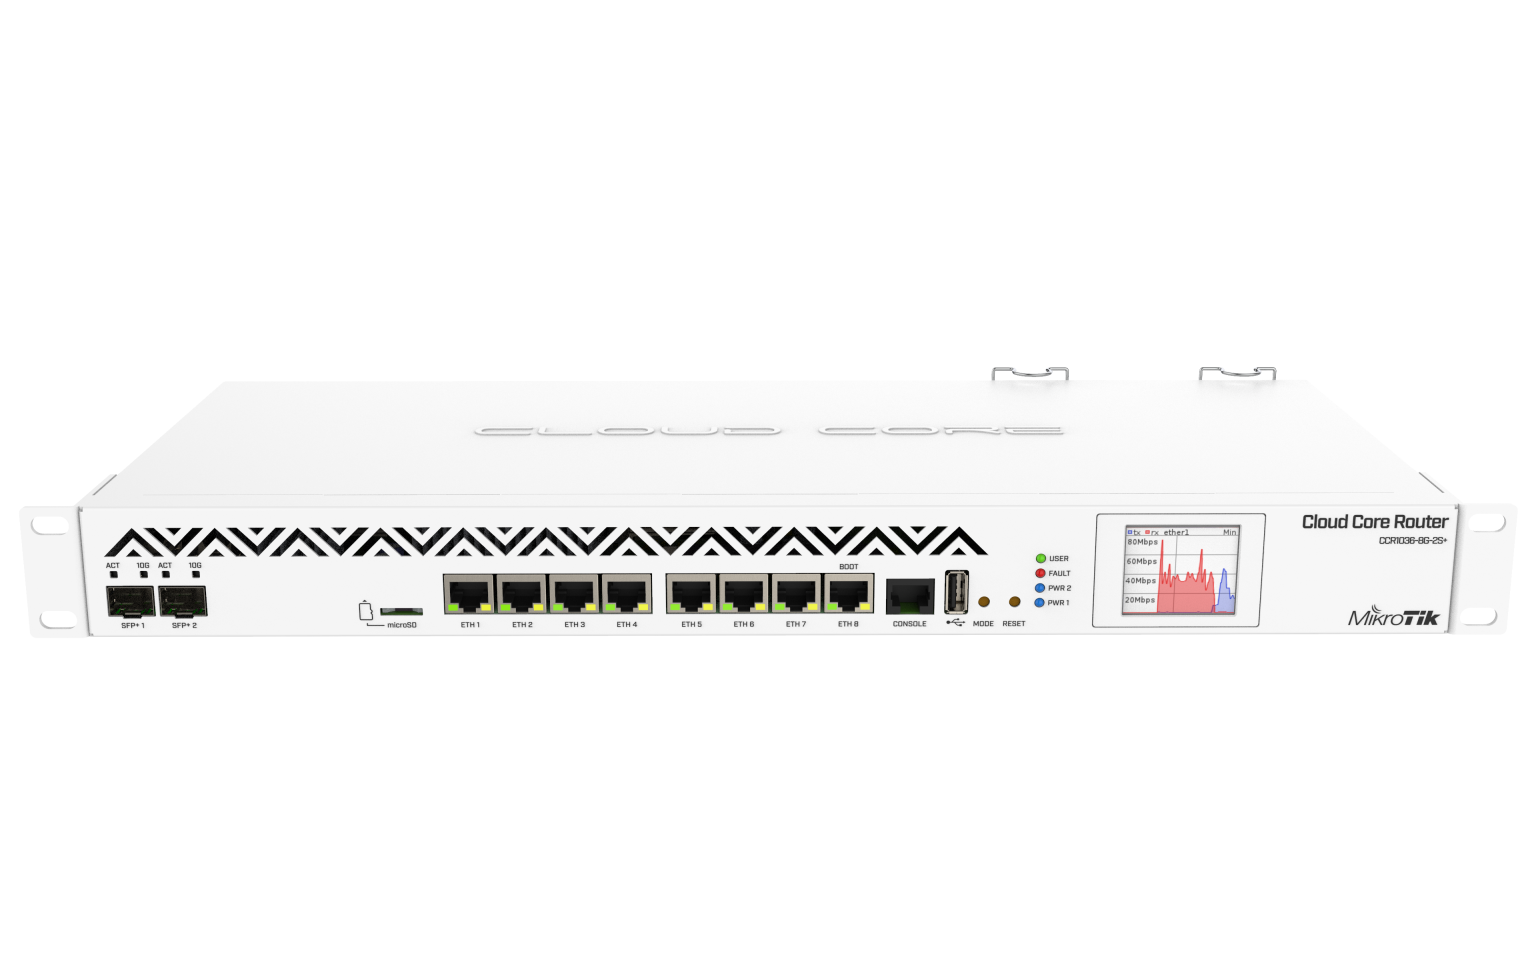 CLOUD CORE
Cloud Core Router
CCR1036-8G-2S+
tx rx ether1 Min
80Mbps
60Mbps
40Mbps
20Mbps
USER
FAULT
PWR 2
PWR 1
ACT 10G ACT 10G
BOOT
SFP+ 1 SFP+ 2
microSD
ETH 1 ETH 2 ETH 3 ETH 4 ETH 5 ETH 6 ETH 7 ETH 8
CONSOLE
MODE RESET
MikroTik